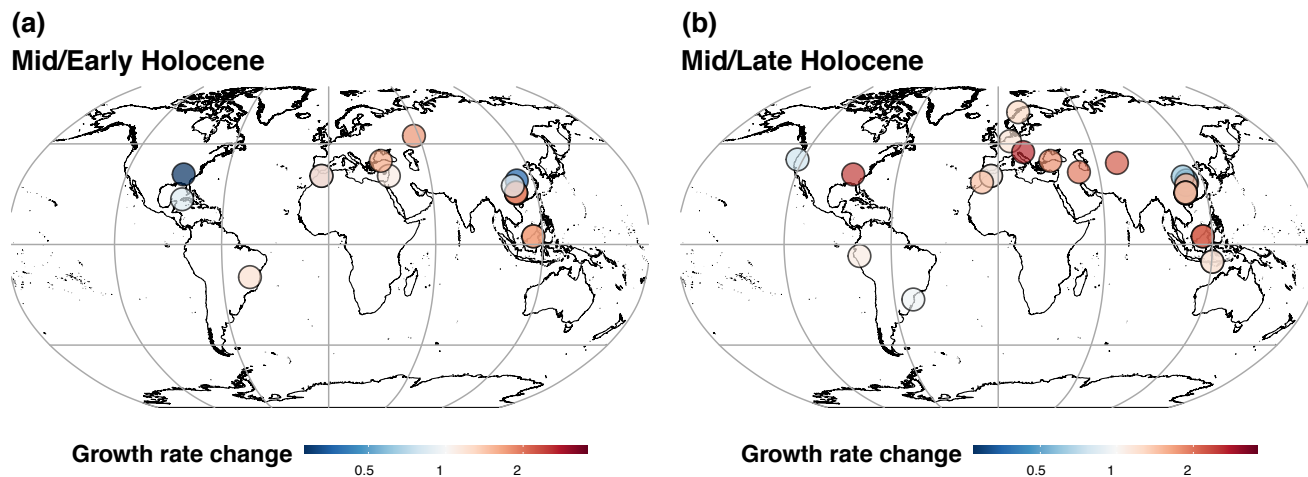 (a)
Mid/Early Holocene
Growth rate change
0.5 1 2
(b)
Mid/Late Holocene
Growth rate change
0.5 1 2